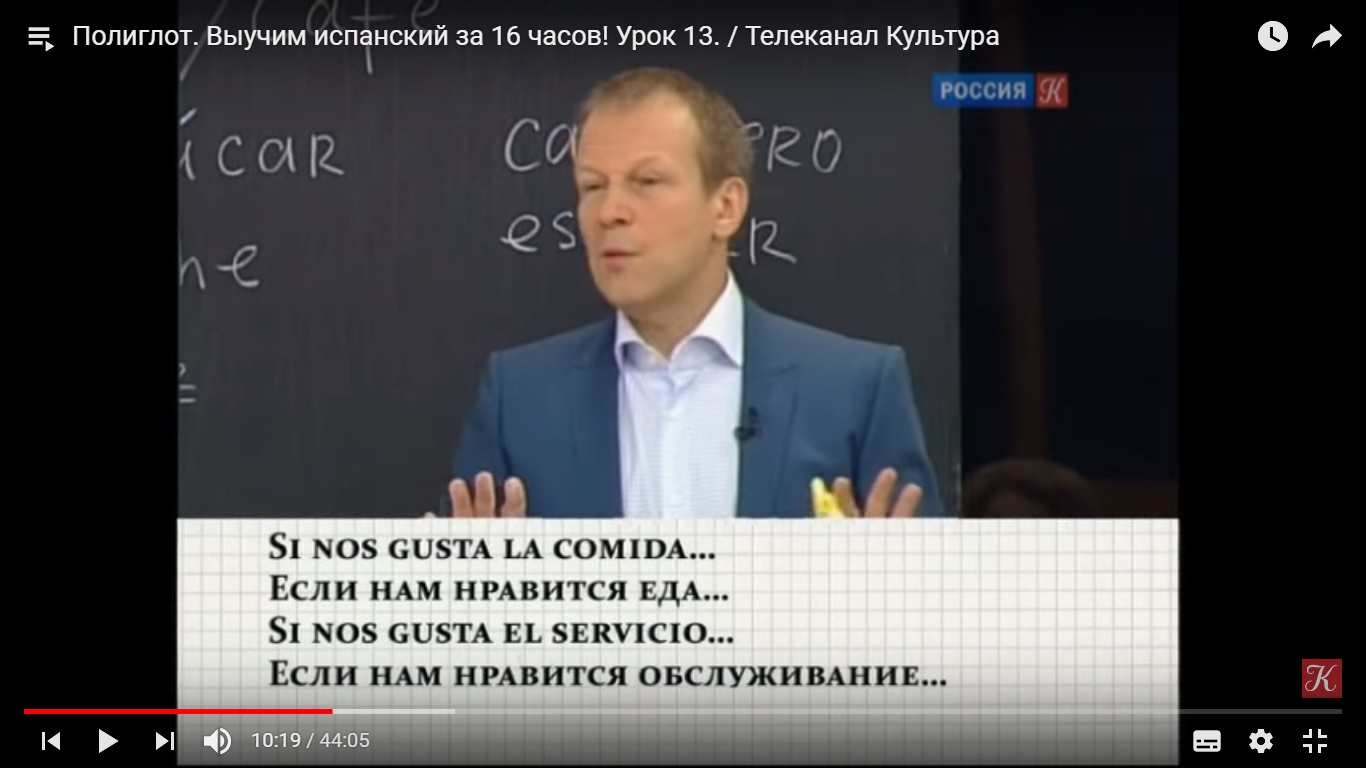 Полиглот. Выучим испанский за 16 часов! Урок 13. / Телеканал Культура
РОССИЯ К
SI NOS GUSTA LA COMIDA...
ЕСЛИ НАМ НРАВИТСЯ ЕДА...
SI NOS GUSTA EL SERVICIO...
ЕСЛИ НАМ НРАВИТСЯ ОБСЛУЖИВАНИЕ...
К
10:19 / 44:05